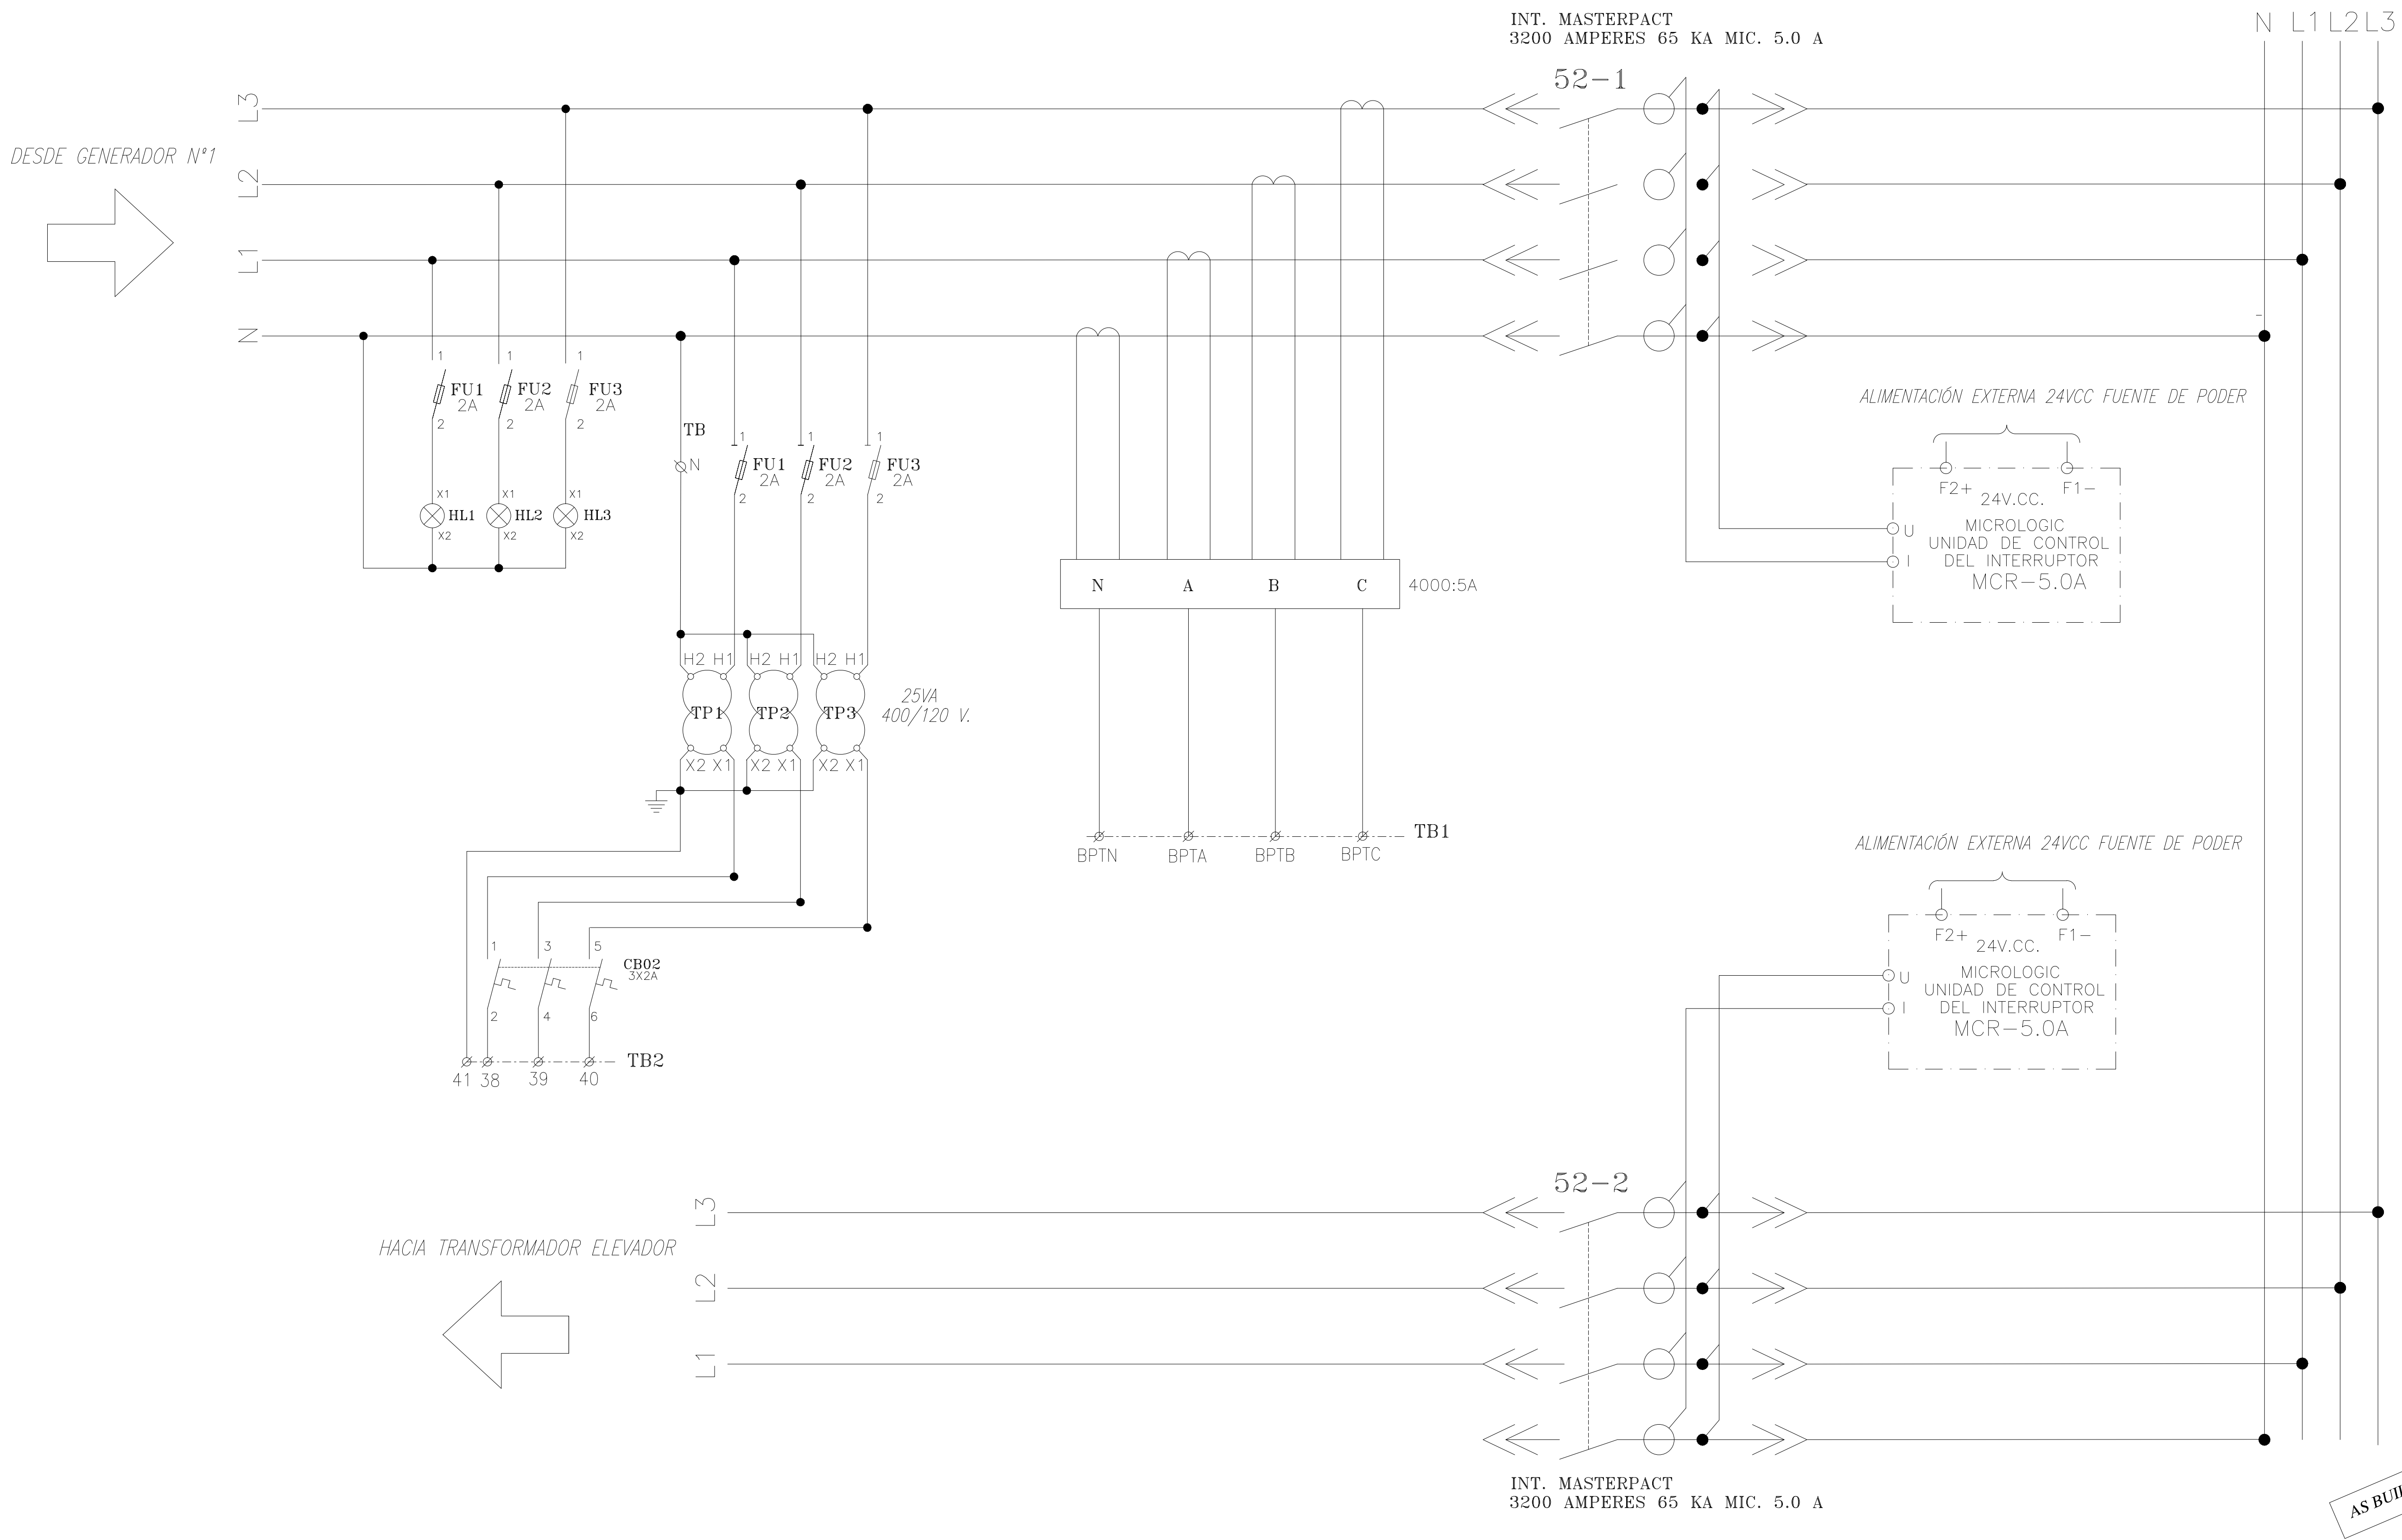 INT. MASTERPACT
3200 AMPERES 65 KA MIC. 5.0 A
N L1 L2 L3
52-1
L3
DESDE GENERADOR Nº1
L2
L1
N
1 1 1
FU1 FU2 FU3
2A 2A 2A
2 2 2
X1 X1 X1
HL1 HL2 HL3
X2 X2 X2
TB
N
1 1 1
FU1 FU2 FU3
2A 2A 2A
2 2 2
N A B C
4000:5A
H2 H1 H2 H1 H2 H1
TP1 TP2 TP3
25VA
400/120 V.
X2 X1 X2 X1 X2 X1
TB1
BPTN BPTA BPTB BPTC
1 3 5
CB02
3X2A
2 4 6
TB2
41 38 39 40
ALIMENTACIÓN EXTERNA 24VCC FUENTE DE PODER
F2+ F1-
24V.CC.
U
MICROLOGIC
UNIDAD DE CONTROL
I
DEL INTERRUPTOR
MCR-5.0A
ALIMENTACIÓN EXTERNA 24VCC FUENTE DE PODER
F2+ F1-
24V.CC.
U
MICROLOGIC
UNIDAD DE CONTROL
I
DEL INTERRUPTOR
MCR-5.0A
52-2
L3
HACIA TRANSFORMADOR ELEVADOR
L2
L1
INT. MASTERPACT
3200 AMPERES 65 KA MIC. 5.0 A
AS